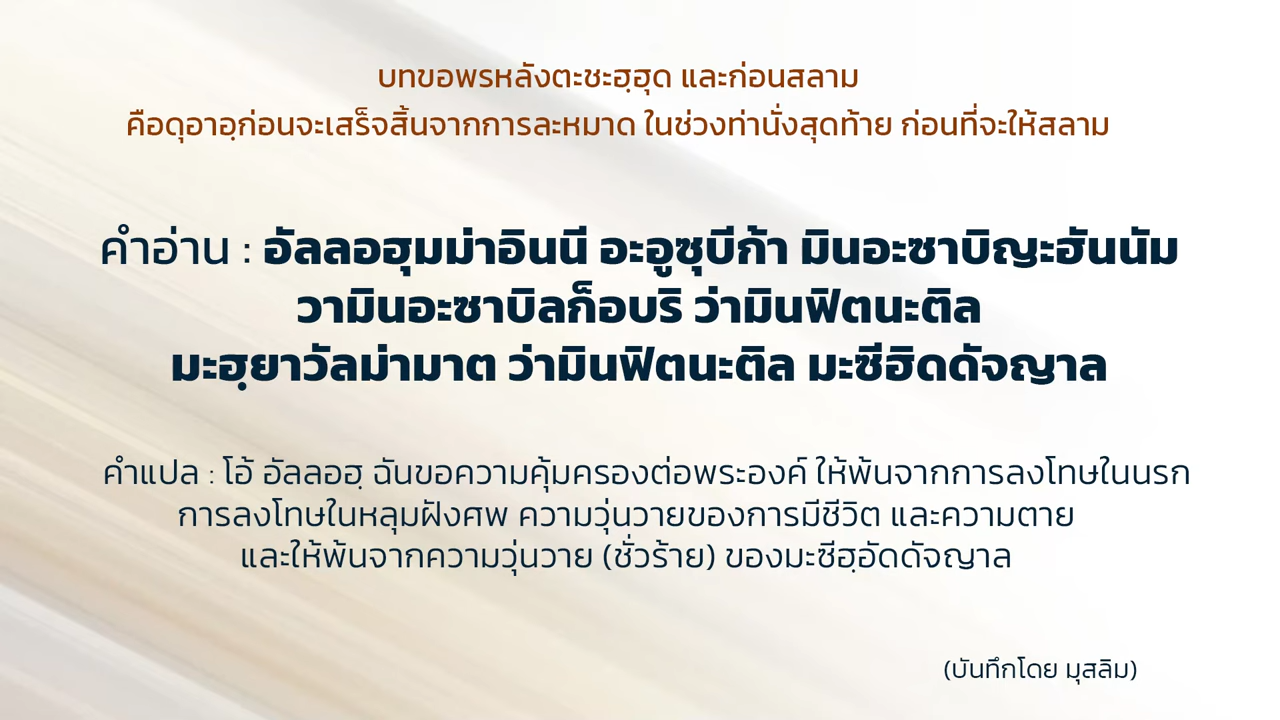 บทขอพรหลังตะชะฮฺฮุด และก่อนสลาม
คือดุอาอฺก่อนจะเสร็จสิ้นจากการละหมาด ในช่วงท่านั่งสุดท้าย ก่อนที่จะให้สลาม
คำอ่าน : อัลลอฮุมม่าอินนี อะอูซุบีก้า มินอะซาบิญะฮันนัม
วามินอะซาบิลก็อบริ ว่ามินฟิตนะติล
มะฮฺยาวัลม่ามาต ว่ามินฟิตนะติล มะซีฮิดดัจญาล
คำแปล : โอ้ อัลลอฮฺ ฉันขอความคุ้มครองต่อพระองค์ ให้พ้นจากการลงโทษในนรก
การลงโทษในหลุมฝังศพ ความวุ่นวายของการมีชีวิต และความตาย
และให้พ้นจากความวุ่นวาย (ชั่วร้าย) ของมะซีฮฺอัดดัจญาล
(บันทึกโดย มุสลิม)